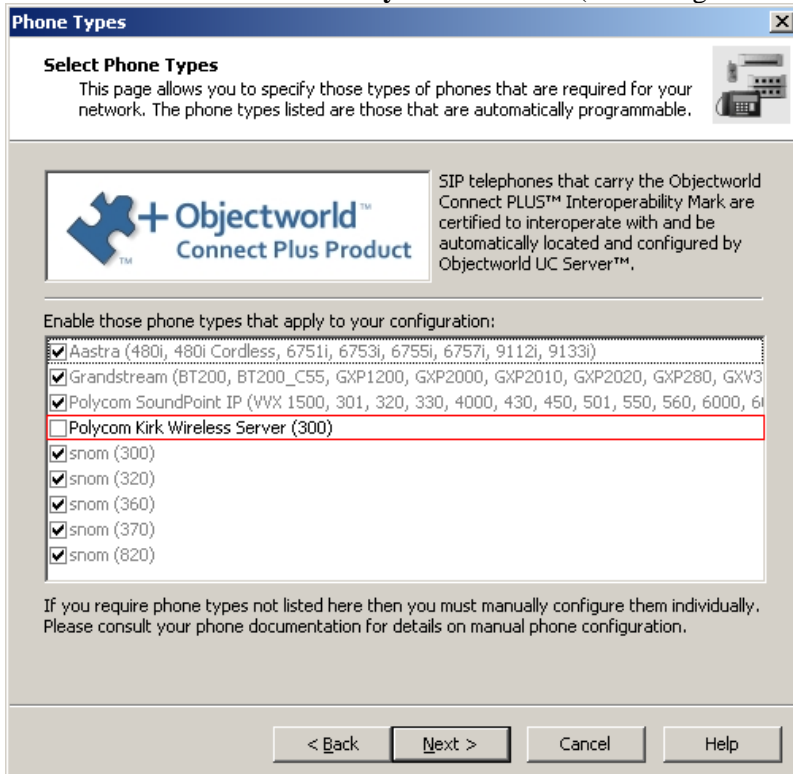 Phone Types
Select Phone Types
This page allows you to specify those types of phones that are required for your
network. The phone types listed are those that are automatically programmable.
+ Objectworld™
Connect Plus Product
TM
SIP telephones that carry the Objectworld
Connect PLUS™ Interoperability Mark are
certified to interoperate with and be
automatically located and configured by
Objectworld UC Server™.
Enable those phone types that apply to your configuration:
Aastra (480i, 480i Cordless, 6751i, 6753i, 6755i, 6757i, 9112i, 9133i)
Grandstream (BT200, BT200_C55, GXP1200, GXP2000, GXP2010, GXP2020, GXP280, GXV3
Polycom SoundPoint IP (VVX 1500, 301, 320, 330, 4000, 430, 450, 501, 550, 560, 6000,
Polycom Kirk Wireless Server (300)
snom (300)
snom (320)
snom (360)
snom (370)
snom (820)
If you require phone types not listed here then you must manually configure them individually.
Please consult your phone documentation for details on manual phone configuration.
< Back
Next >
Cancel
Help